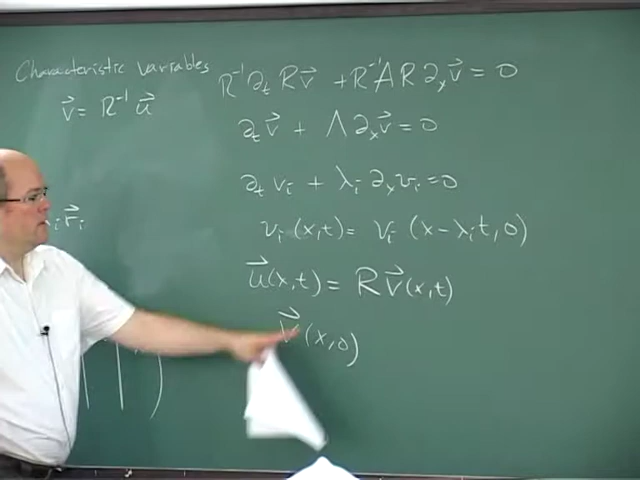 Characteristic variables
v⃗ = R⁻¹ u⃗
ᵢ r⃗ᵢ
R⁻¹ ∂ₜ R v⃗ + R⁻¹ A R ∂ₓ v⃗ = 0
∂ₜ v⃗ + Λ ∂ₓ v⃗ = 0
∂ₜ vᵢ + λᵢ ∂ₓ vᵢ = 0
vᵢ (x,t) = vᵢ (x - λᵢ t, 0)
u⃗(x,t) = R v⃗(x,t)
v⃗ (x,0)